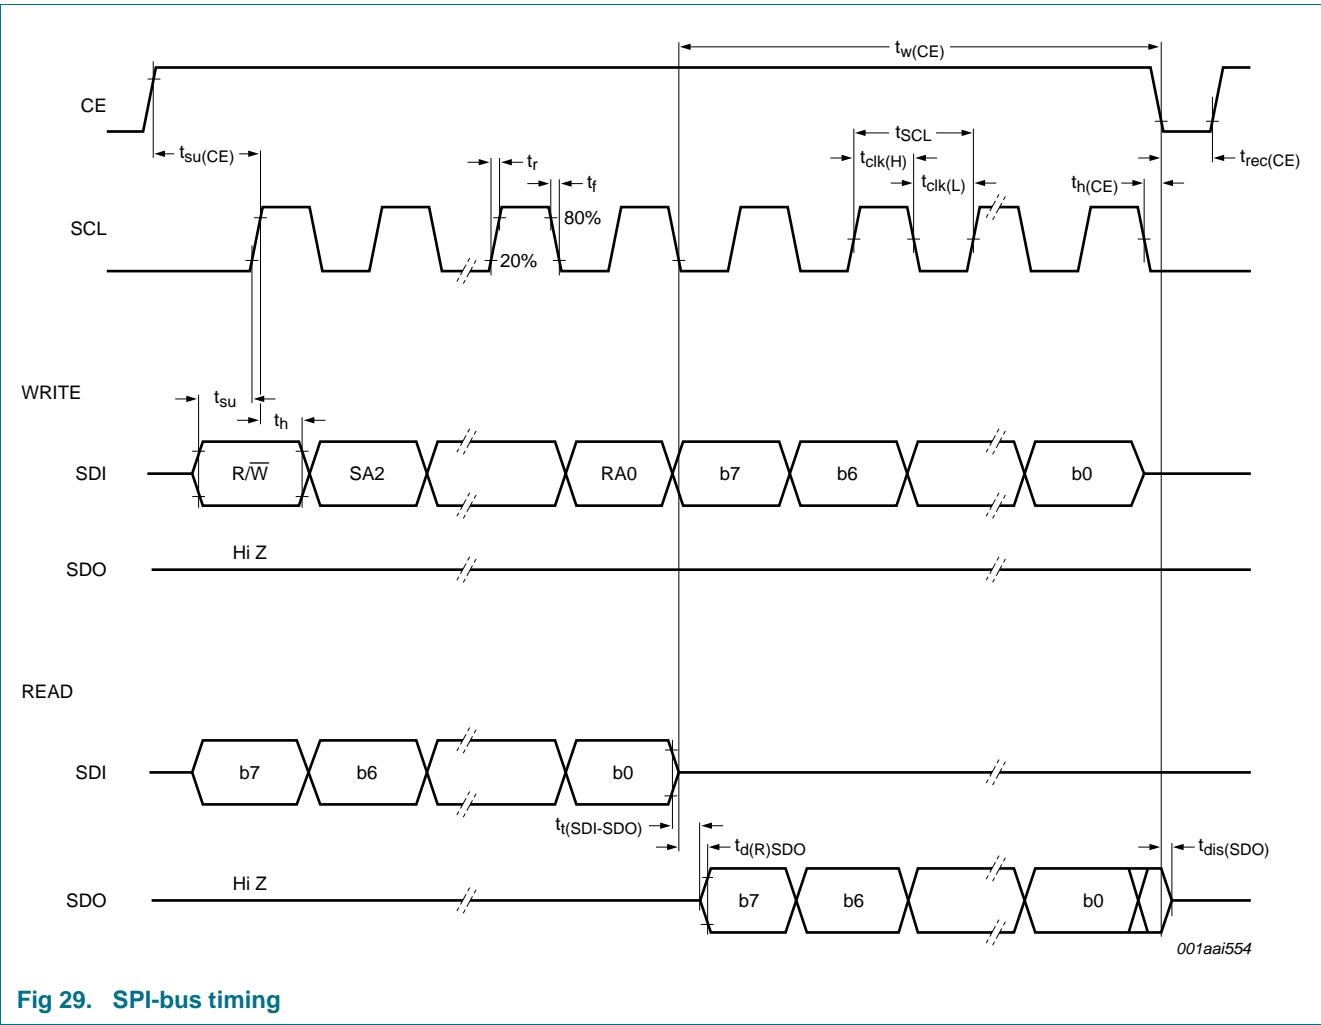 tw(CE)
CE
tSCL
tsu(CE)
tr
tclk(H)
trec(CE)
tf
tclk(L)
th(CE)
80%
SCL
20%
WRITE
tsu
th
SDI
R/W̅
SA2
RA0
b7
b6
b0
Hi Z
SDO
READ
SDI
b7
b6
b0
tt(SDI-SDO)
td(R)SDO
tdis(SDO)
Hi Z
SDO
b7
b6
b0
001aai554
Fig 29. SPI-bus timing